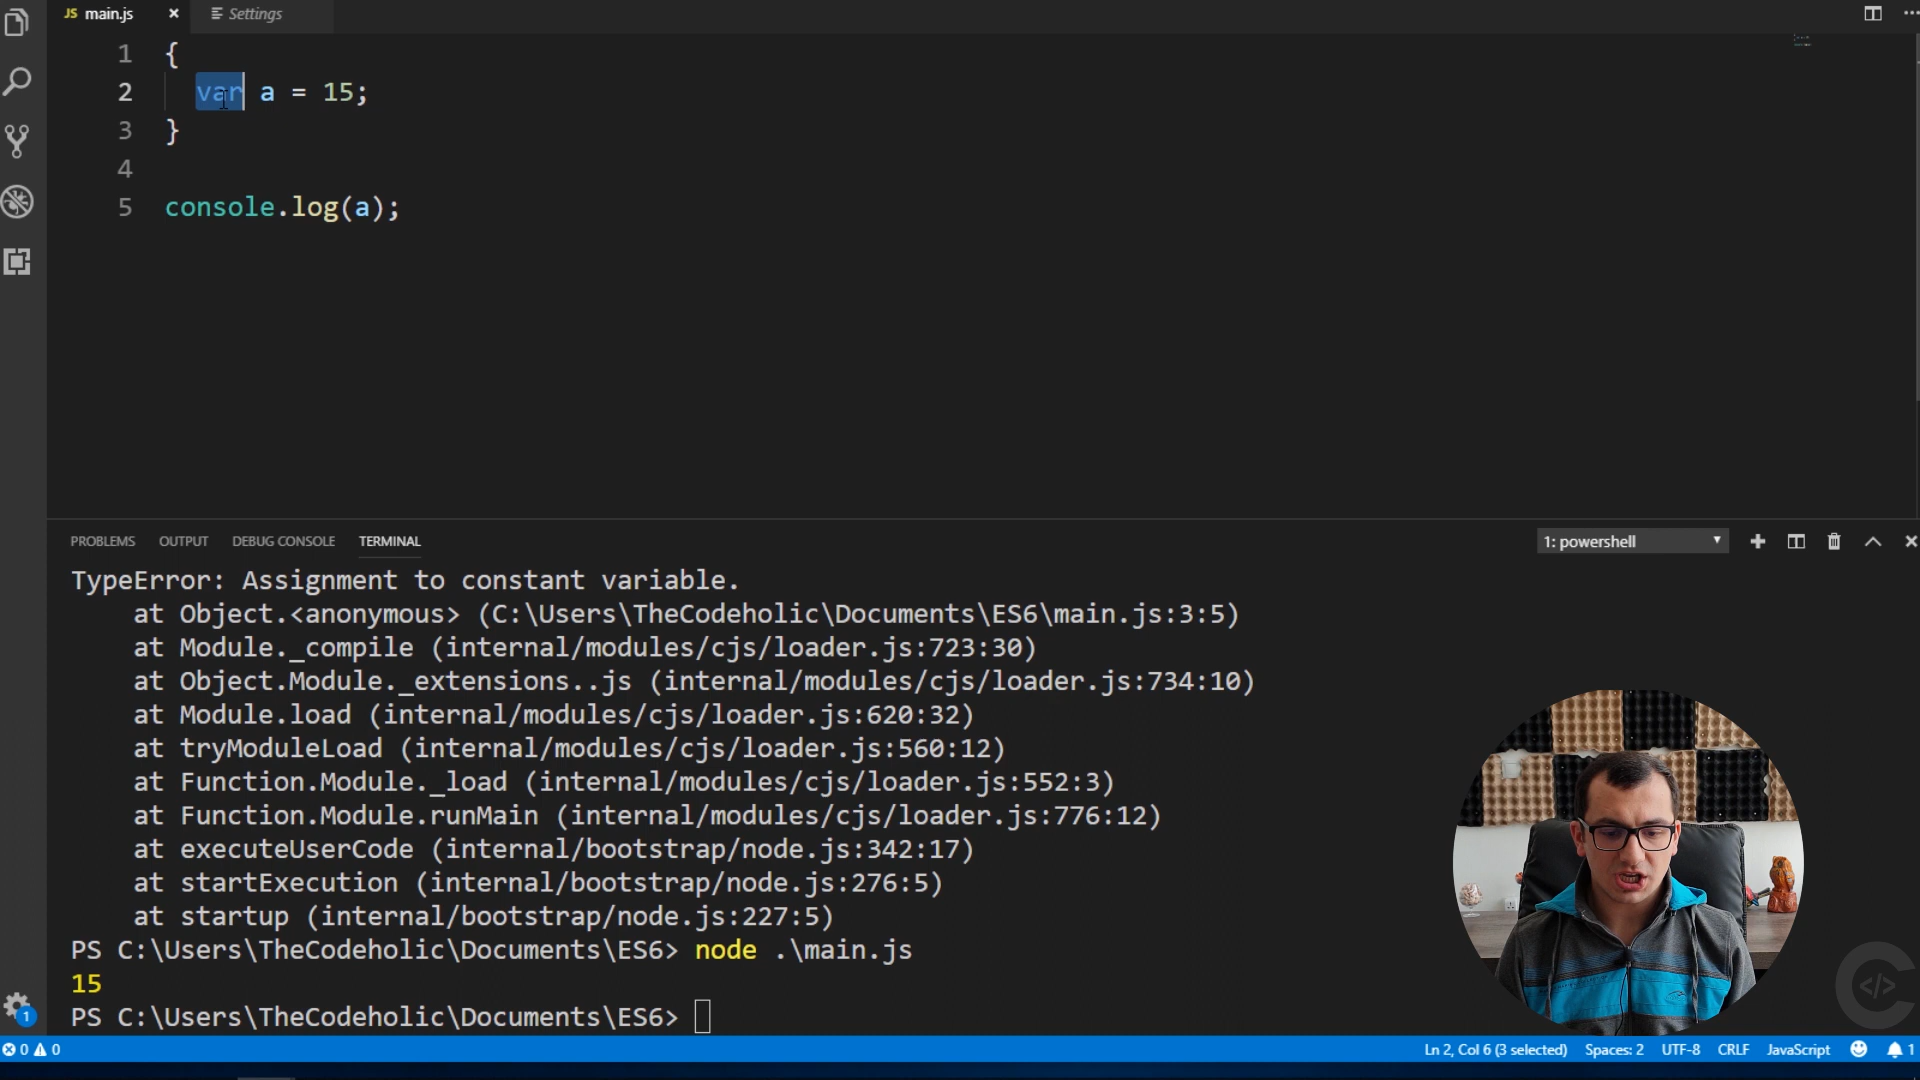 JS main.js × Settings
1 {
2 var a = 15;
3 }
4
5 console.log(a);
PROBLEMS OUTPUT DEBUG CONSOLE TERMINAL 1: powershell
TypeError: Assignment to constant variable.
at Object.<anonymous> (C:\Users\TheCodeholic\Documents\ES6\main.js:3:5)
at Module._compile (internal/modules/cjs/loader.js:723:30)
at Object.Module._extensions..js (internal/modules/cjs/loader.js:734:10)
at Module.load (internal/modules/cjs/loader.js:620:32)
at tryModuleLoad (internal/modules/cjs/loader.js:560:12)
at Function.Module._load (internal/modules/cjs/loader.js:552:3)
at Function.Module.runMain (internal/modules/cjs/loader.js:776:12)
at executeUserCode (internal/bootstrap/node.js:342:17)
at startExecution (internal/bootstrap/node.js:276:5)
at startup (internal/bootstrap/node.js:227:5)
PS C:\Users\TheCodeholic\Documents\ES6> node .\main.js
15
PS C:\Users\TheCodeholic\Documents\ES6>
1
0 0 Ln 2, Col 6 (3 selected) Spaces: 2 UTF-8 CRLF JavaScript 1